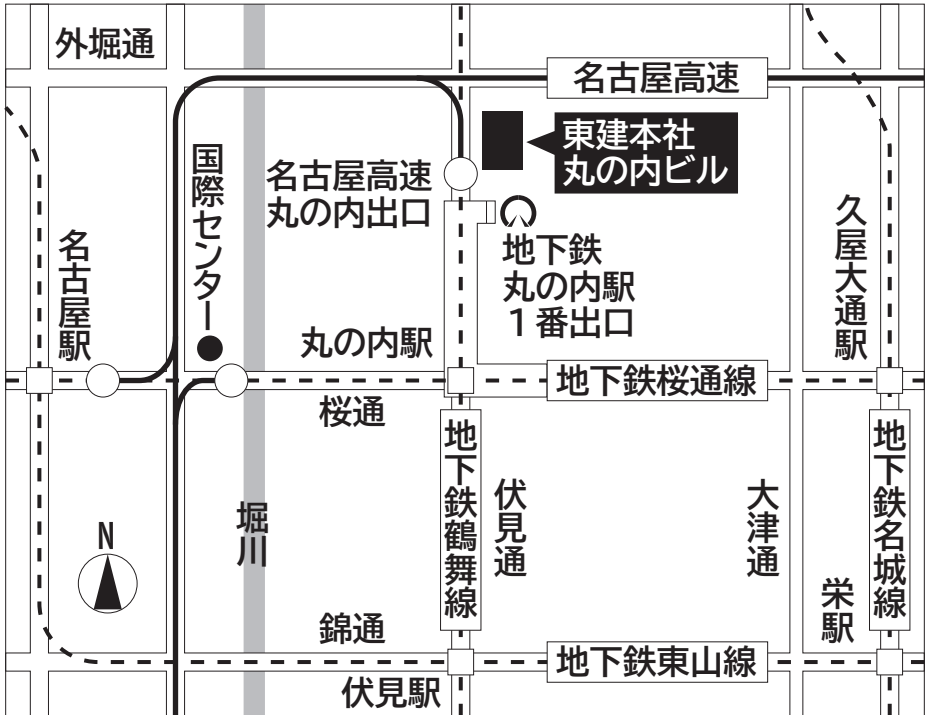 外堀通
名古屋高速
東建本社
丸の内ビル
名古屋高速
丸の内出口
国際センター
地下鉄
丸の内駅
1番出口
久屋大通駅
名古屋駅
丸の内駅
地下鉄桜通線
桜通
地下鉄鶴舞線
伏見通
大津通
地下鉄名城線
堀川
N
栄駅
錦通
地下鉄東山線
伏見駅